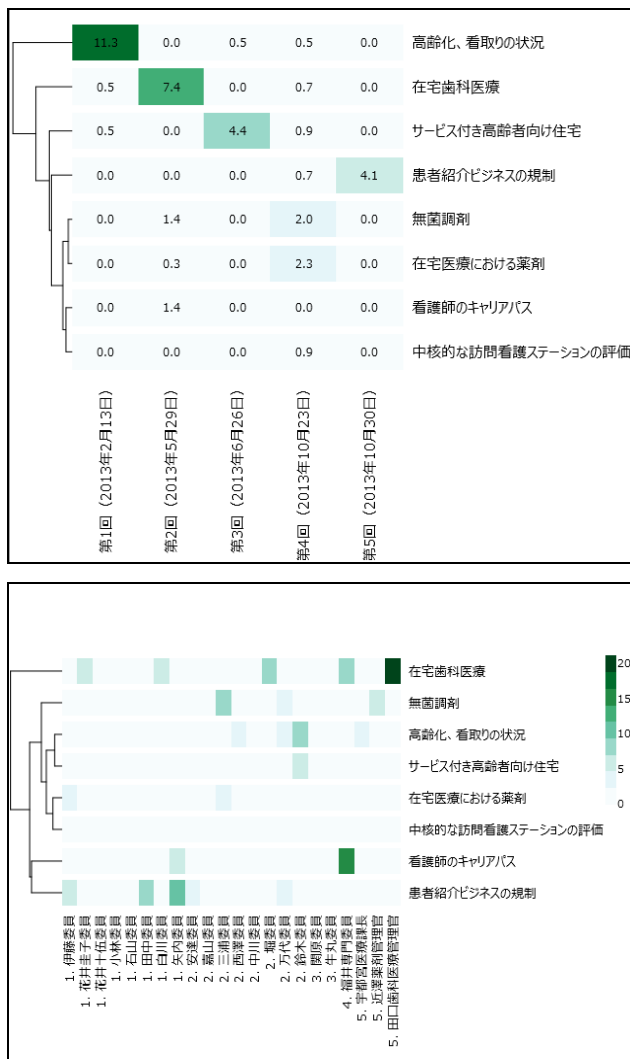 11.3 0.0 0.5 0.5 0.0 高齢化、看取りの状況
0.5 7.4 0.0 0.7 0.0 在宅歯科医療
0.5 0.0 4.4 0.9 0.0 サービス付き高齢者向け住宅
0.0 0.0 0.0 0.7 4.1 患者紹介ビジネスの規制
0.0 1.4 0.0 2.0 0.0 無菌調剤
0.0 0.3 0.0 2.3 0.0 在宅医療における薬剤
0.0 1.4 0.0 0.0 0.0 看護師のキャリアパス
0.0 0.0 0.0 0.9 0.0 中核的な訪問看護ステーションの評価
第1回（2013年2月13日）
第2回（2013年5月29日）
第3回（2013年6月26日）
第4回（2013年10月23日）
第5回（2013年10月30日）
在宅歯科医療
無菌調剤
高齢化、看取りの状況
サービス付き高齢者向け住宅
在宅医療における薬剤
中核的な訪問看護ステーションの評価
看護師のキャリアパス
患者紹介ビジネスの規制
20
15
10
5
0
1. 伊藤委員
1. 花井圭子委員
1. 花井十伍委員
1. 小林委員
1. 石山委員
1. 田中委員
1. 白川委員
1. 矢内委員
2. 安達委員
2. 嘉山委員
2. 三浦委員
2. 西澤委員
2. 中川委員
2. 堀委員
2. 万代委員
2. 鈴木委員
3. 関原委員
3. 牛丸委員
4. 福井専門委員
5. 宇都宮医療課長
5. 近澤薬剤管理官
5. 田口歯科医療管理官